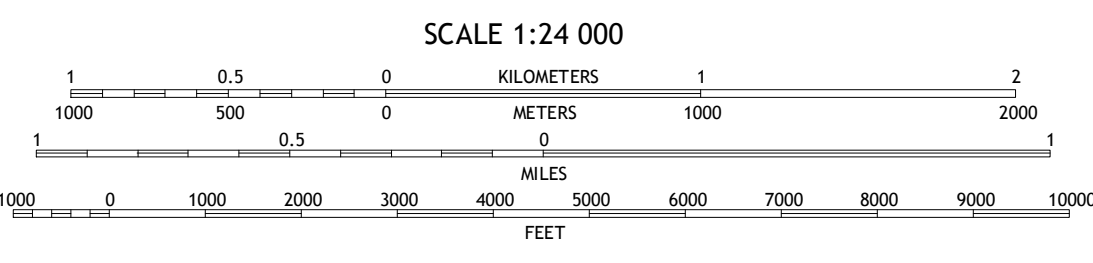 SCALE 1:24 000
1 0.5 0 KILOMETERS 1 2
1000 500 0 METERS 1000 2000
1 0.5 0 1
MILES
1000 0 1000 2000 3000 4000 5000 6000 7000 8000 9000 10000
FEET